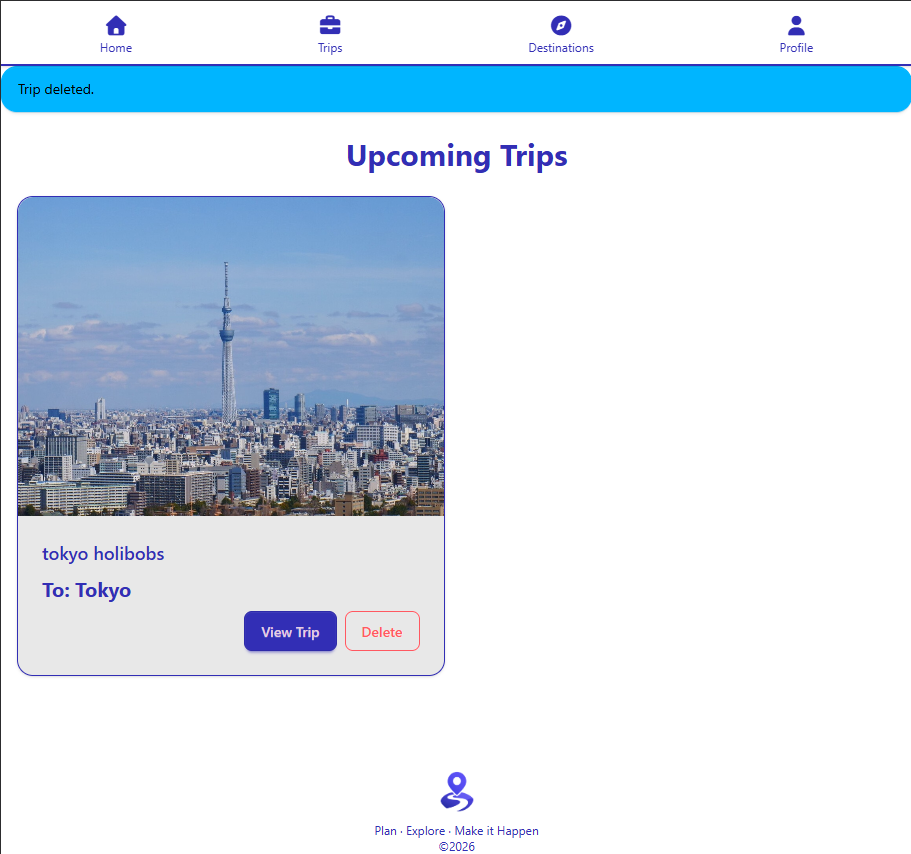 Home
Trips
Destinations
Profile
Trip deleted.
Upcoming Trips
tokyo holibobs
To: Tokyo
View Trip
Delete
Plan · Explore · Make it Happen
©2026